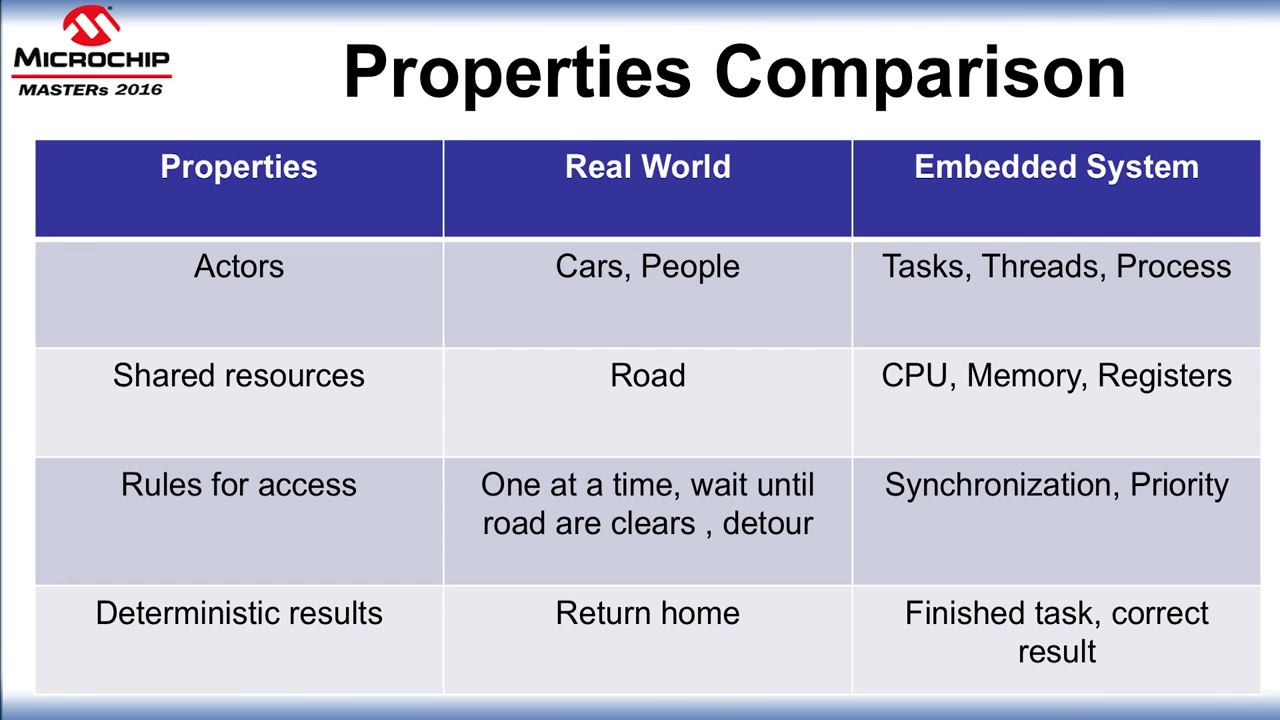 MICROCHIP
MASTERs 2016
Properties Comparison
Properties
Real World
Embedded System
Actors
Cars, People
Tasks, Threads, Process
Shared resources
Road
CPU, Memory, Registers
Rules for access
One at a time, wait until
road are clears , detour
Synchronization, Priority
Deterministic results
Return home
Finished task, correct
result